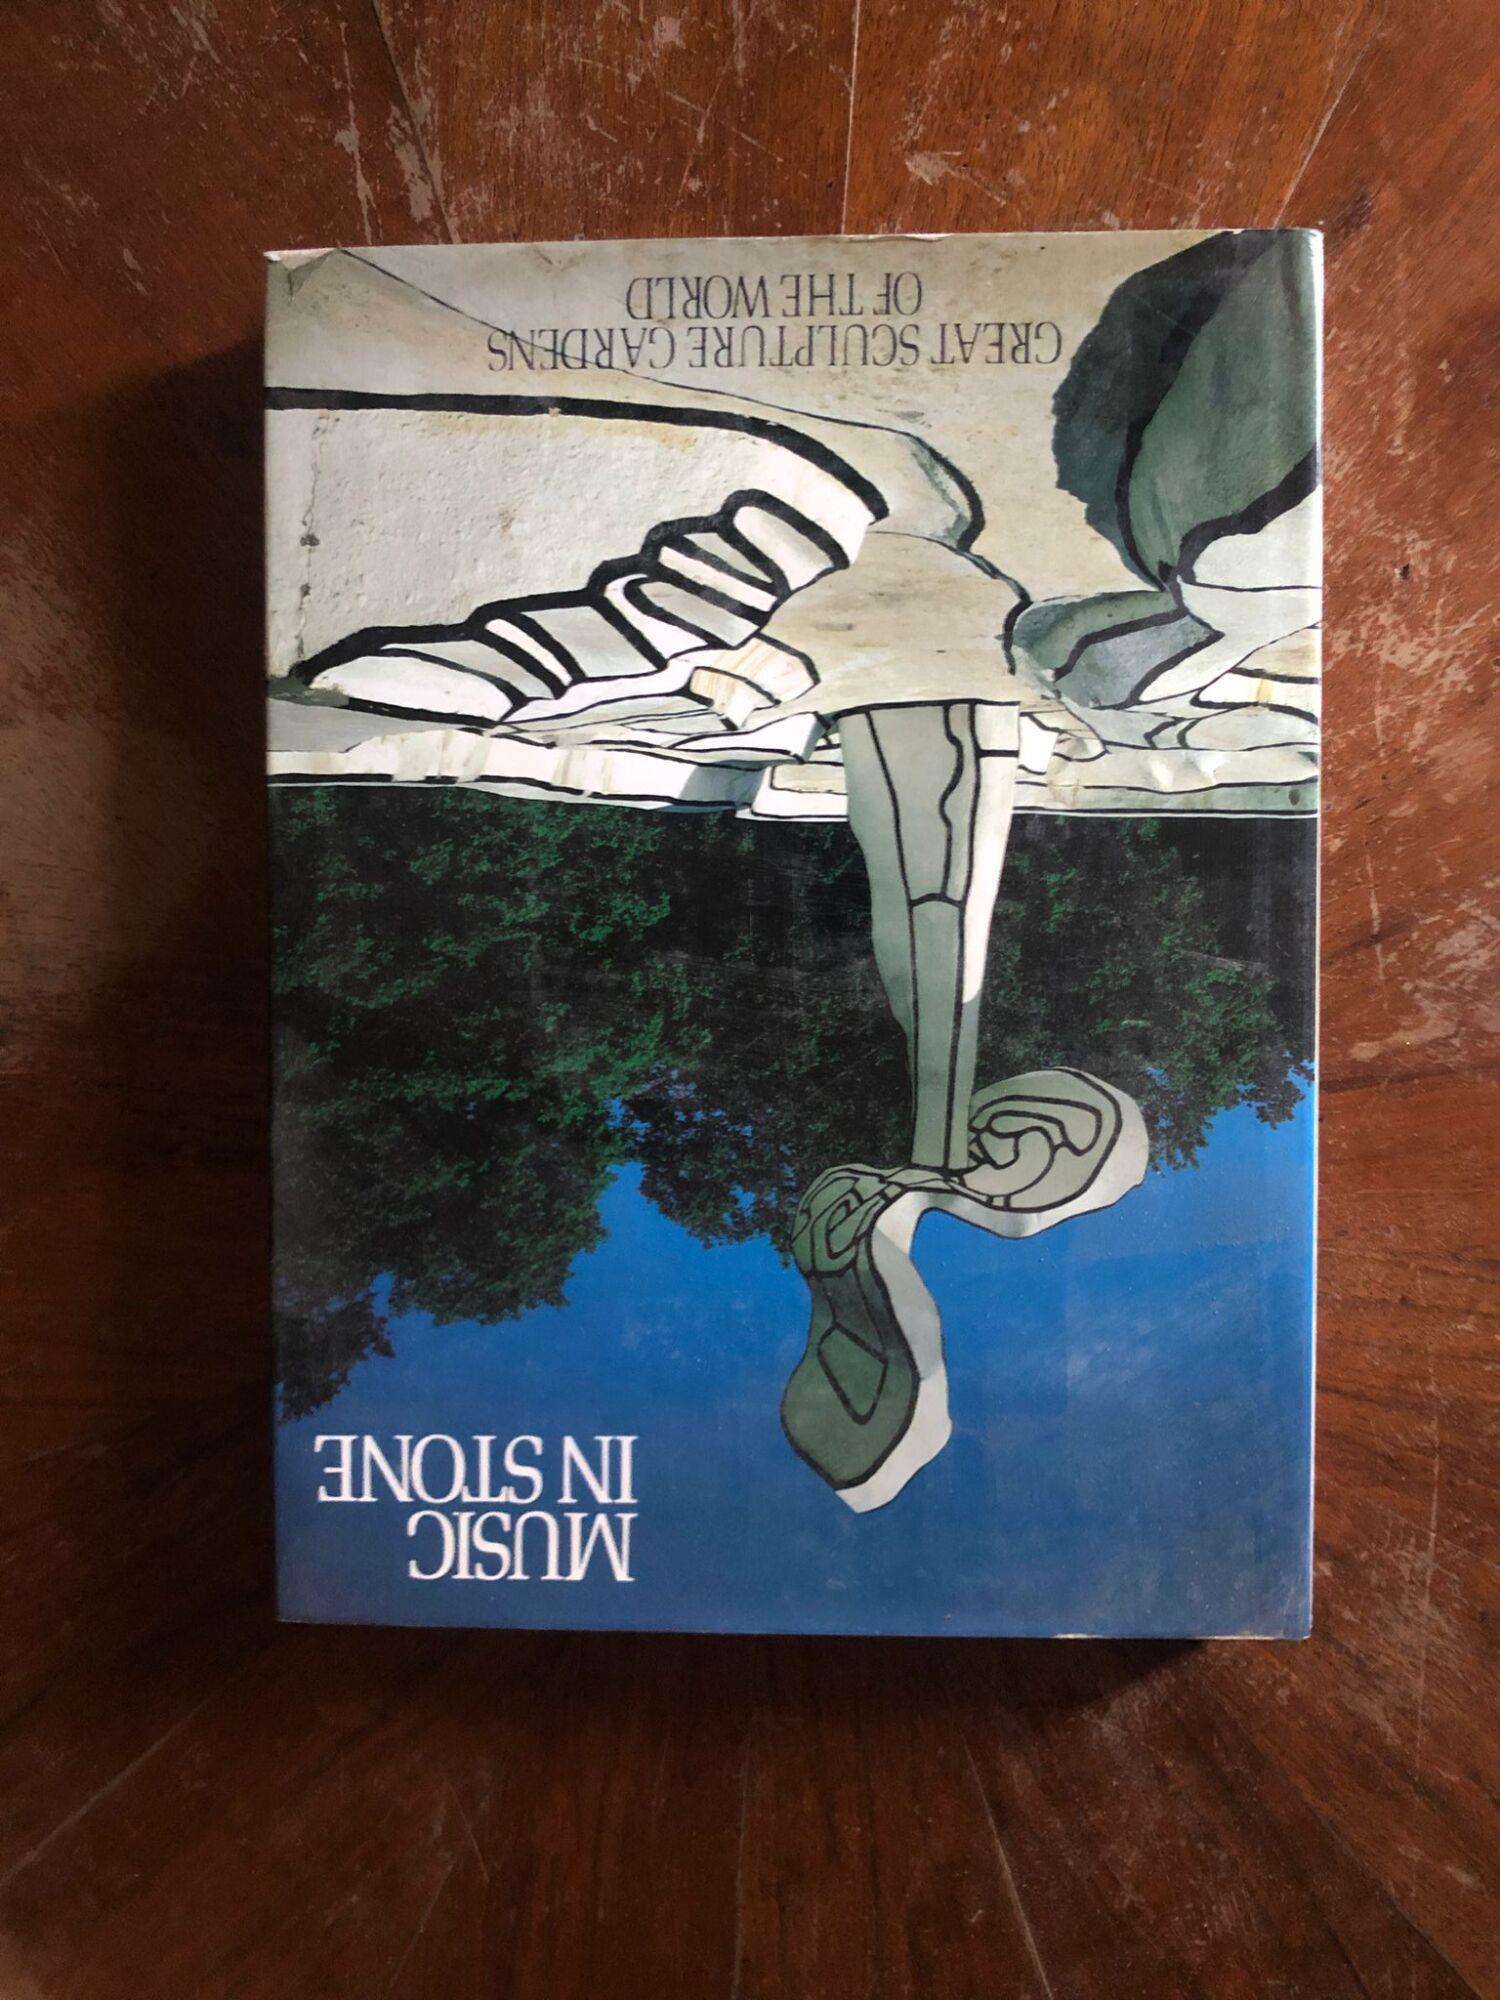 MUSIC
IN STONE
GREAT SCULPTURE GARDENS
OF THE WORLD